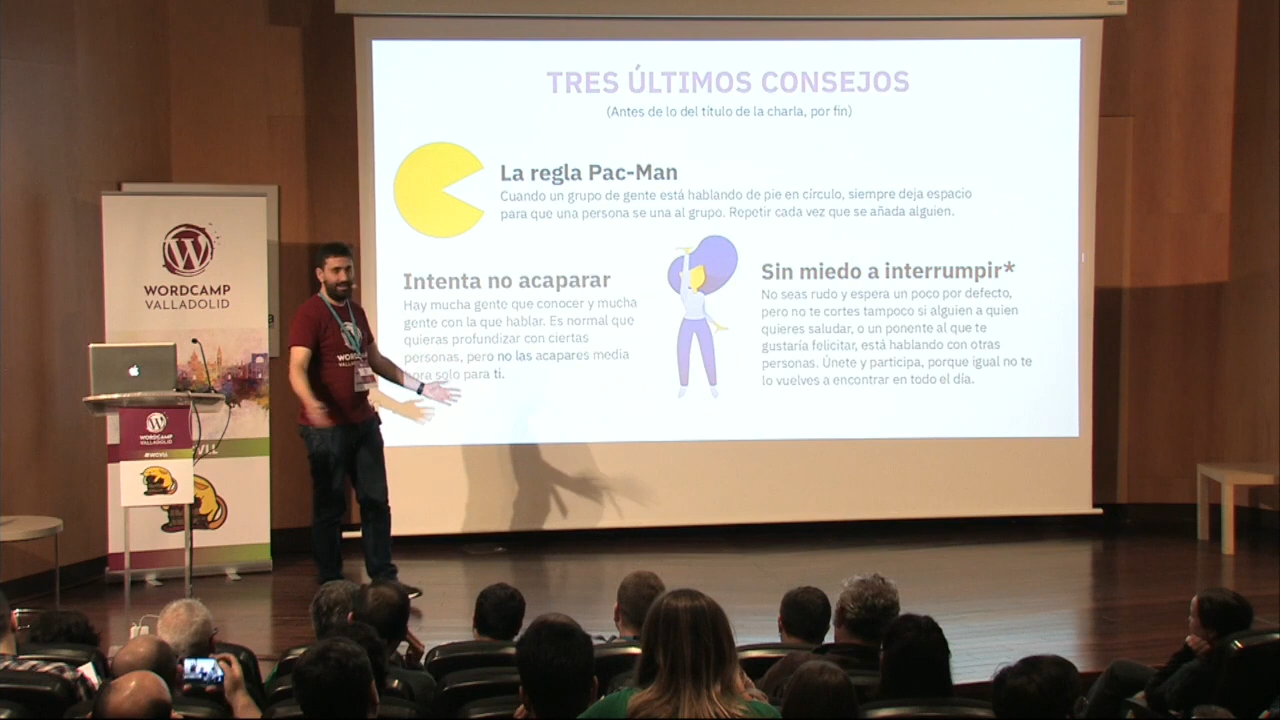 TRES ÚLTIMOS CONSEJOS
(Antes de lo del título de la charla, por fin)
La regla Pac-Man
Cuando un grupo de gente está hablando de pie en círculo, siempre deja espacio
para que una persona se una al grupo. Repetir cada vez que se añada alguien.
Intenta no acaparar
Hay mucha gente que conocer y mucha
gente con la que hablar. Es normal que
quieras profundizar con ciertas
personas, pero no las acapares media
hora solo para ti.
Sin miedo a interrumpir*
No seas rudo y espera un poco por defecto,
pero no te cortes tampoco si alguien a quien
quieres saludar, o un ponente al que te
gustaría felicitar, está hablando con otras
personas. Únete y participa, porque igual no te
lo vuelves a encontrar en todo el día.
WORDCAMP
VALLADOLID
WORDCAMP
VALLADOLID
#WCVLL